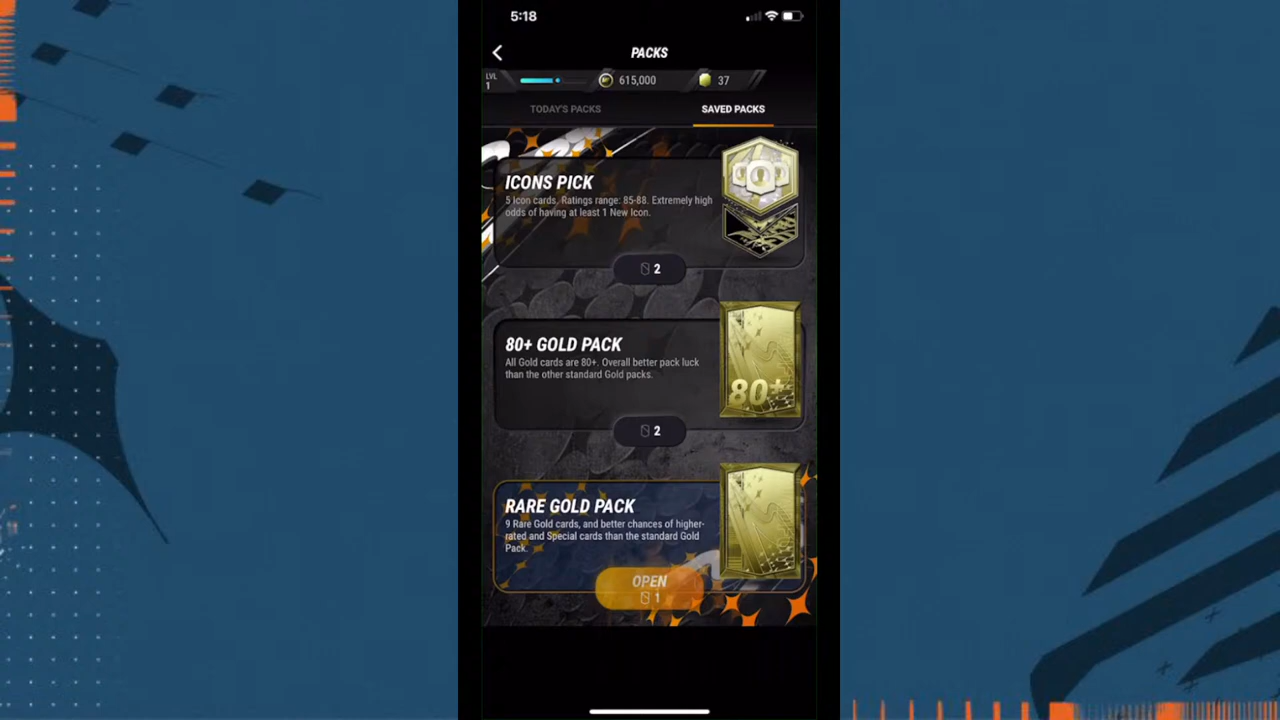 5:18
PACKS
LVL
1
615,000
37
TODAY'S PACKS
SAVED PACKS
ICONS PICK
5 Icon cards. Ratings range: 85-88. Extremely high
odds of having at least 1 New Icon.
2
80+ GOLD PACK
All Gold cards are 80+. Overall better pack luck
than the other standard Gold packs.
80+
2
RARE GOLD PACK
9 Rare Gold cards, and better chances of higher-
rated and Special cards than the standard Gold
Pack.
OPEN
1